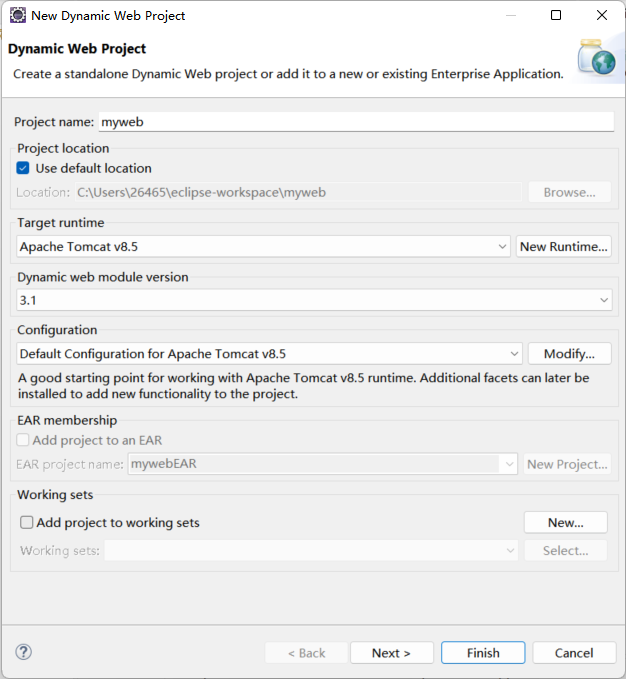 New Dynamic Web Project
Dynamic Web Project
Create a standalone Dynamic Web project or add it to a new or existing Enterprise Application.
Project name: myweb
Project location
Use default location
Location: C:\Users\26465\eclipse-workspace\myweb Browse...
Target runtime
Apache Tomcat v8.5 New Runtime...
Dynamic web module version
3.1
Configuration
Default Configuration for Apache Tomcat v8.5 Modify...
A good starting point for working with Apache Tomcat v8.5 runtime. Additional facets can later be
installed to add new functionality to the project.
EAR membership
Add project to an EAR
EAR project name: mywebEAR New Project...
Working sets
Add project to working sets New...
Working sets: Select...
? < Back Next > Finish Cancel